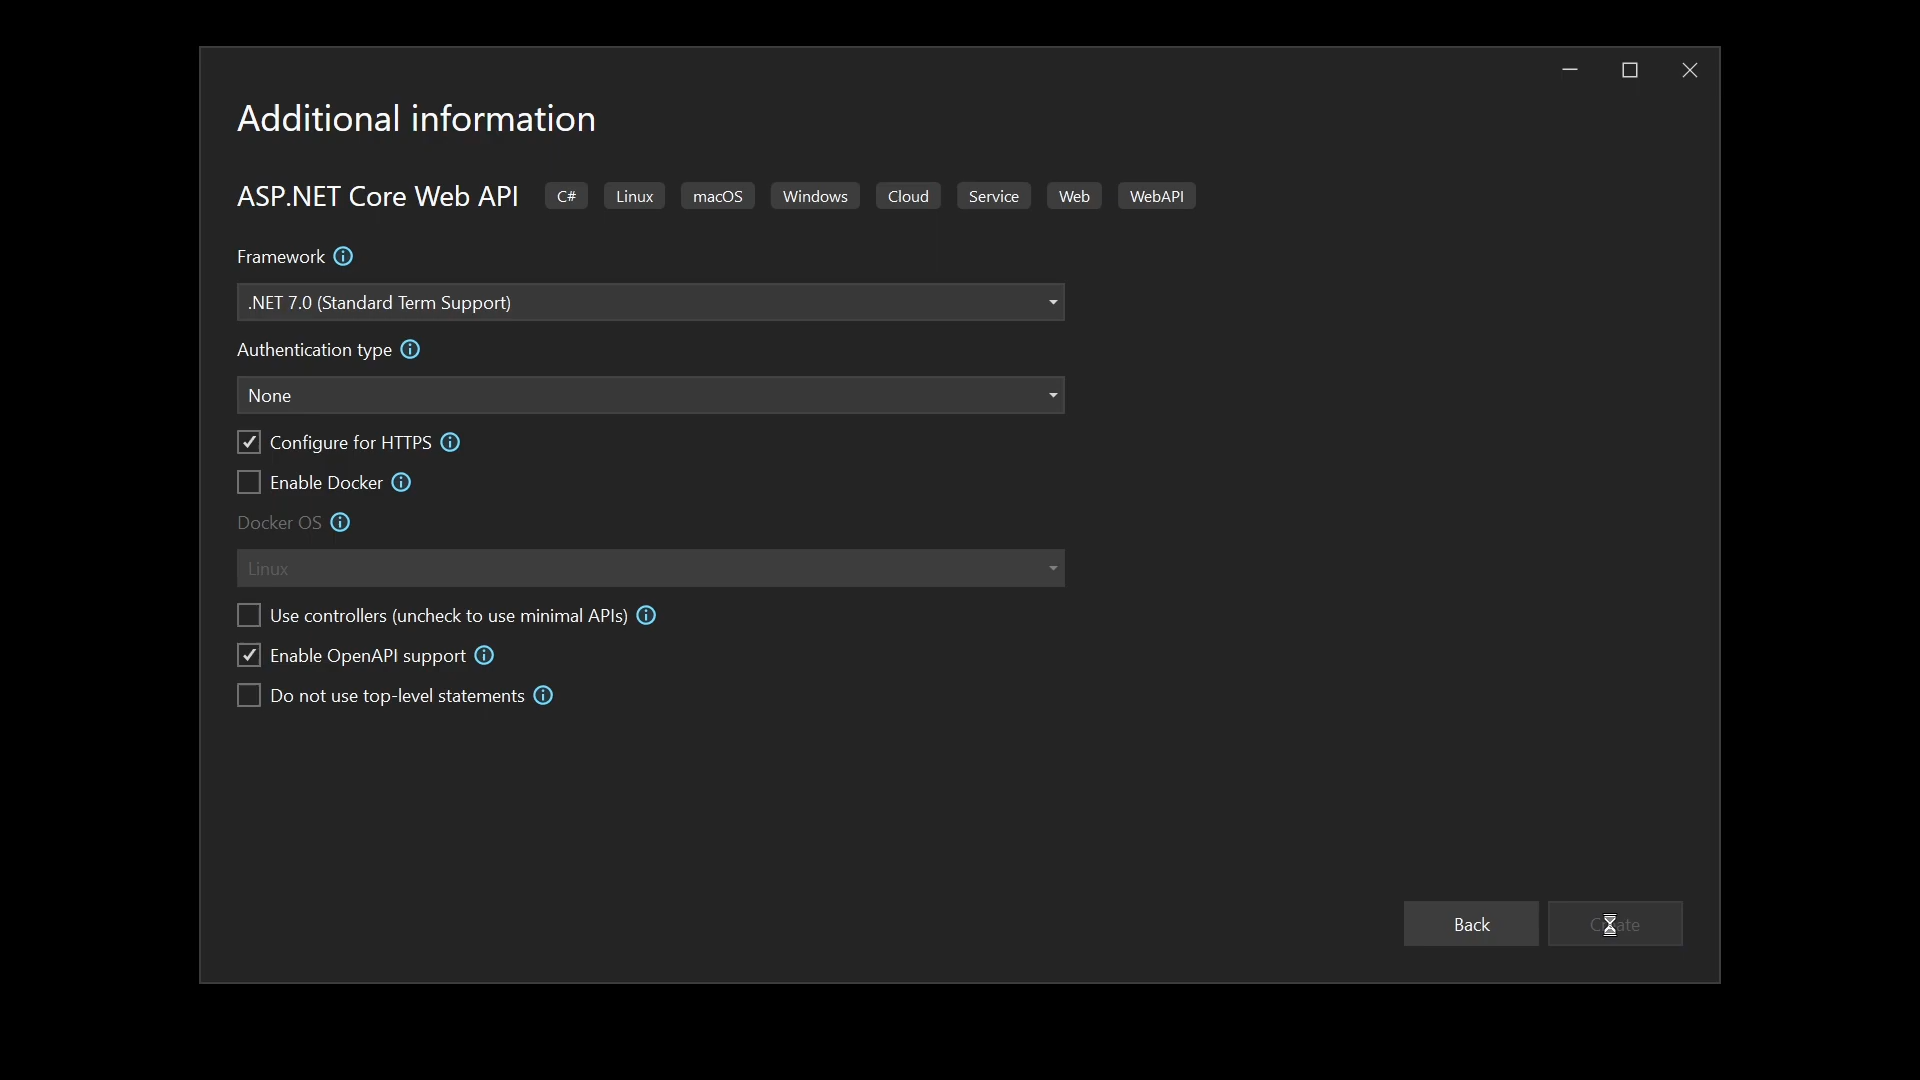 Additional information
ASP.NET Core Web API C# Linux macOS Windows Cloud Service Web WebAPI
Framework
.NET 7.0 (Standard Term Support)
Authentication type
None
Configure for HTTPS
Enable Docker
Docker OS
Linux
Use controllers (uncheck to use minimal APIs)
Enable OpenAPI support
Do not use top-level statements
Back Create